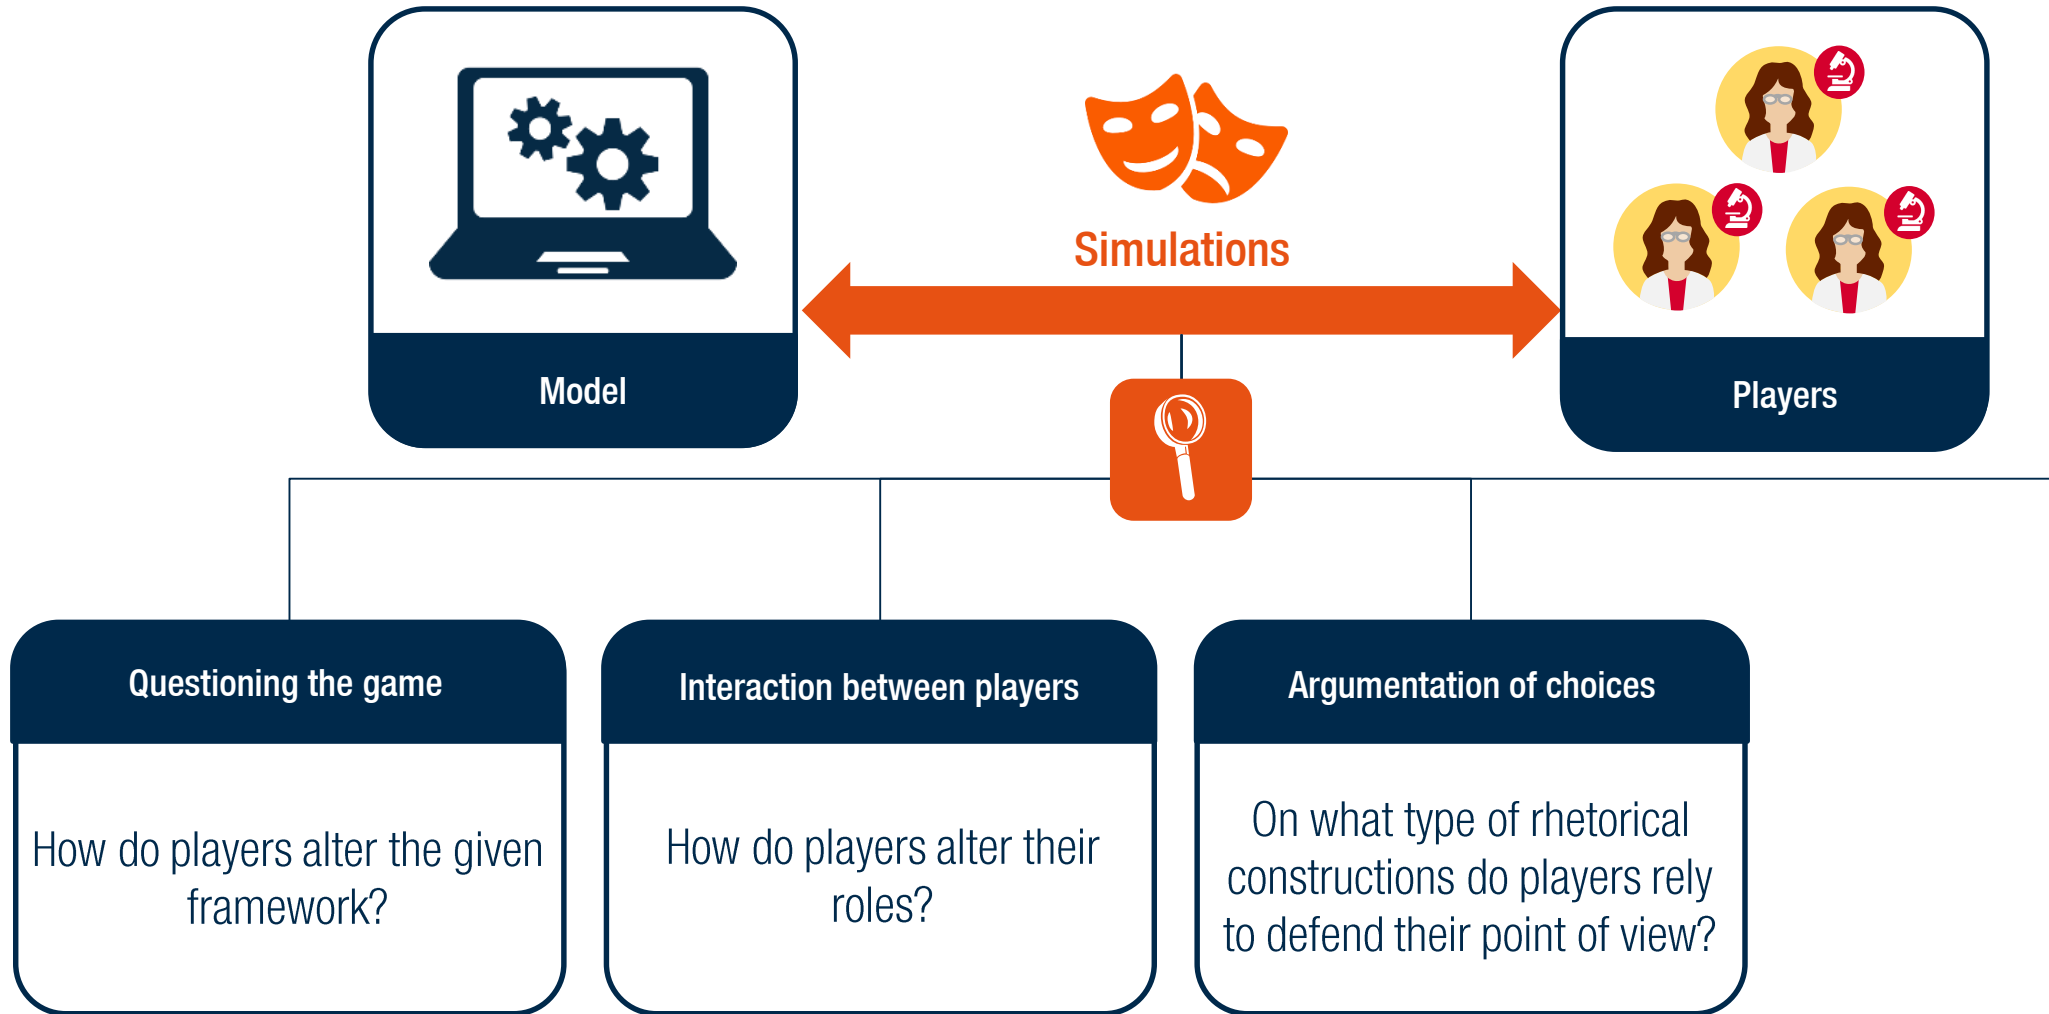 Simulations
Model
Players
Questioning the game
How do players alter the given
framework?
Interaction between players
How do players alter their
roles?
Argumentation of choices
On what type of rhetorical
constructions do players rely
to defend their point of view?